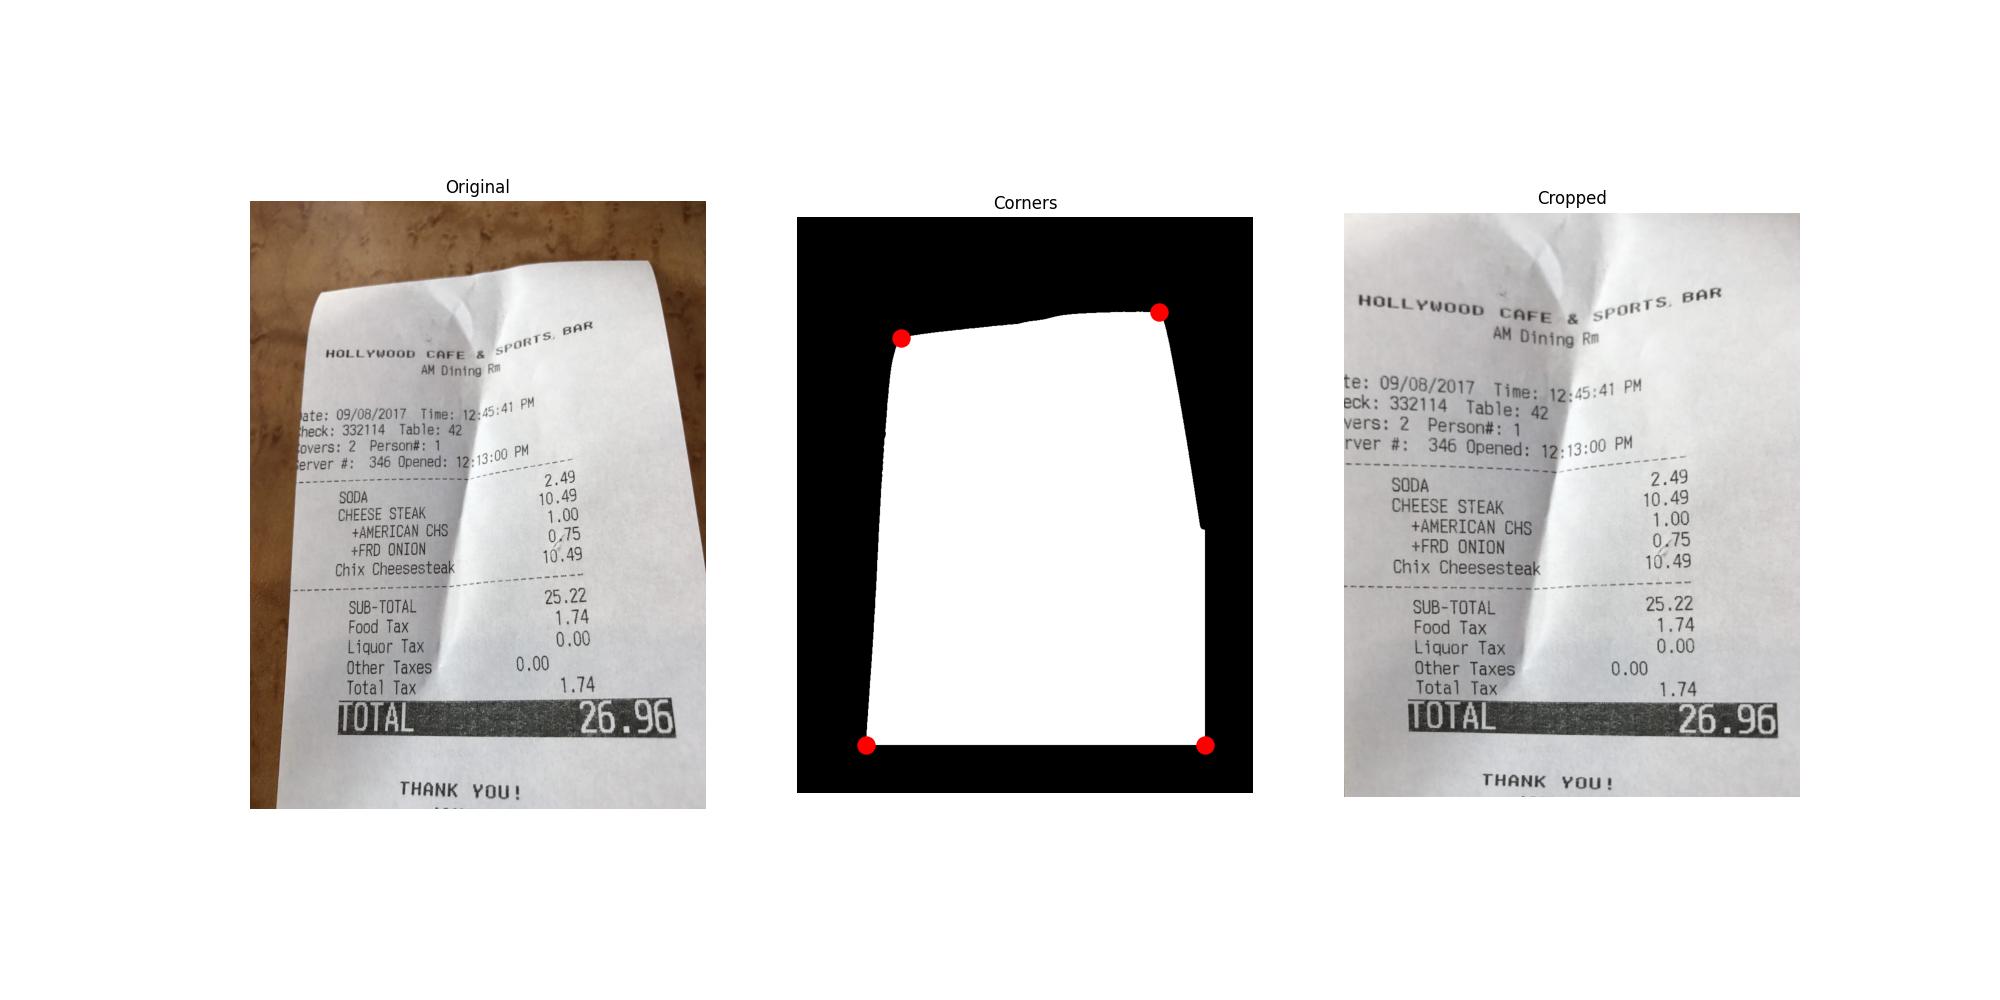 Original
HOLLYWOOD CAFE & SPORTS. BAR
AM Dining Rm
ate: 09/08/2017 Time: 12:45:41 PM
heck: 332114 Table: 42
overs: 2 Person#: 1
erver #: 346 Opened: 12:13:00 PM
SODA 2.49
CHEESE STEAK 10.49
+AMERICAN CHS 1.00
+FRD ONION 0.75
Chix Cheesesteak 10.49
SUB-TOTAL 25.22
Food Tax 1.74
Liquor Tax 0.00
Other Taxes 0.00
Total Tax 1.74
TOTAL 26.96
THANK YOU!
Corners
Cropped
HOLLYWOOD CAFE & SPORTS. BAR
AM Dining Rm
te: 09/08/2017 Time: 12:45:41 PM
eck: 332114 Table: 42
vers: 2 Person#: 1
rver #: 346 Opened: 12:13:00 PM
SODA 2.49
CHEESE STEAK 10.49
+AMERICAN CHS 1.00
+FRD ONION 0.75
Chix Cheesesteak 10.49
SUB-TOTAL 25.22
Food Tax 1.74
Liquor Tax 0.00
Other Taxes 0.00
Total Tax 1.74
TOTAL 26.96
THANK YOU!